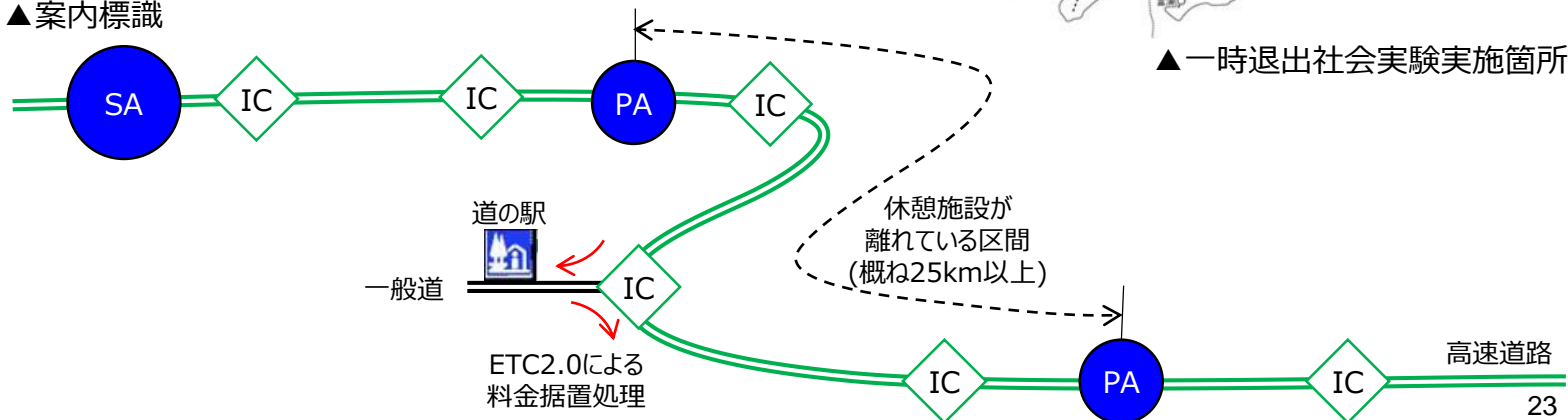 ▲案内標識
▲一時退出社会実験実施箇所
SA
IC
IC
PA
IC
休憩施設が
離れている区間
(概ね25km以上)
道の駅
一般道
IC
ETC2.0による
料金据置処理
IC
PA
IC
高速道路
23